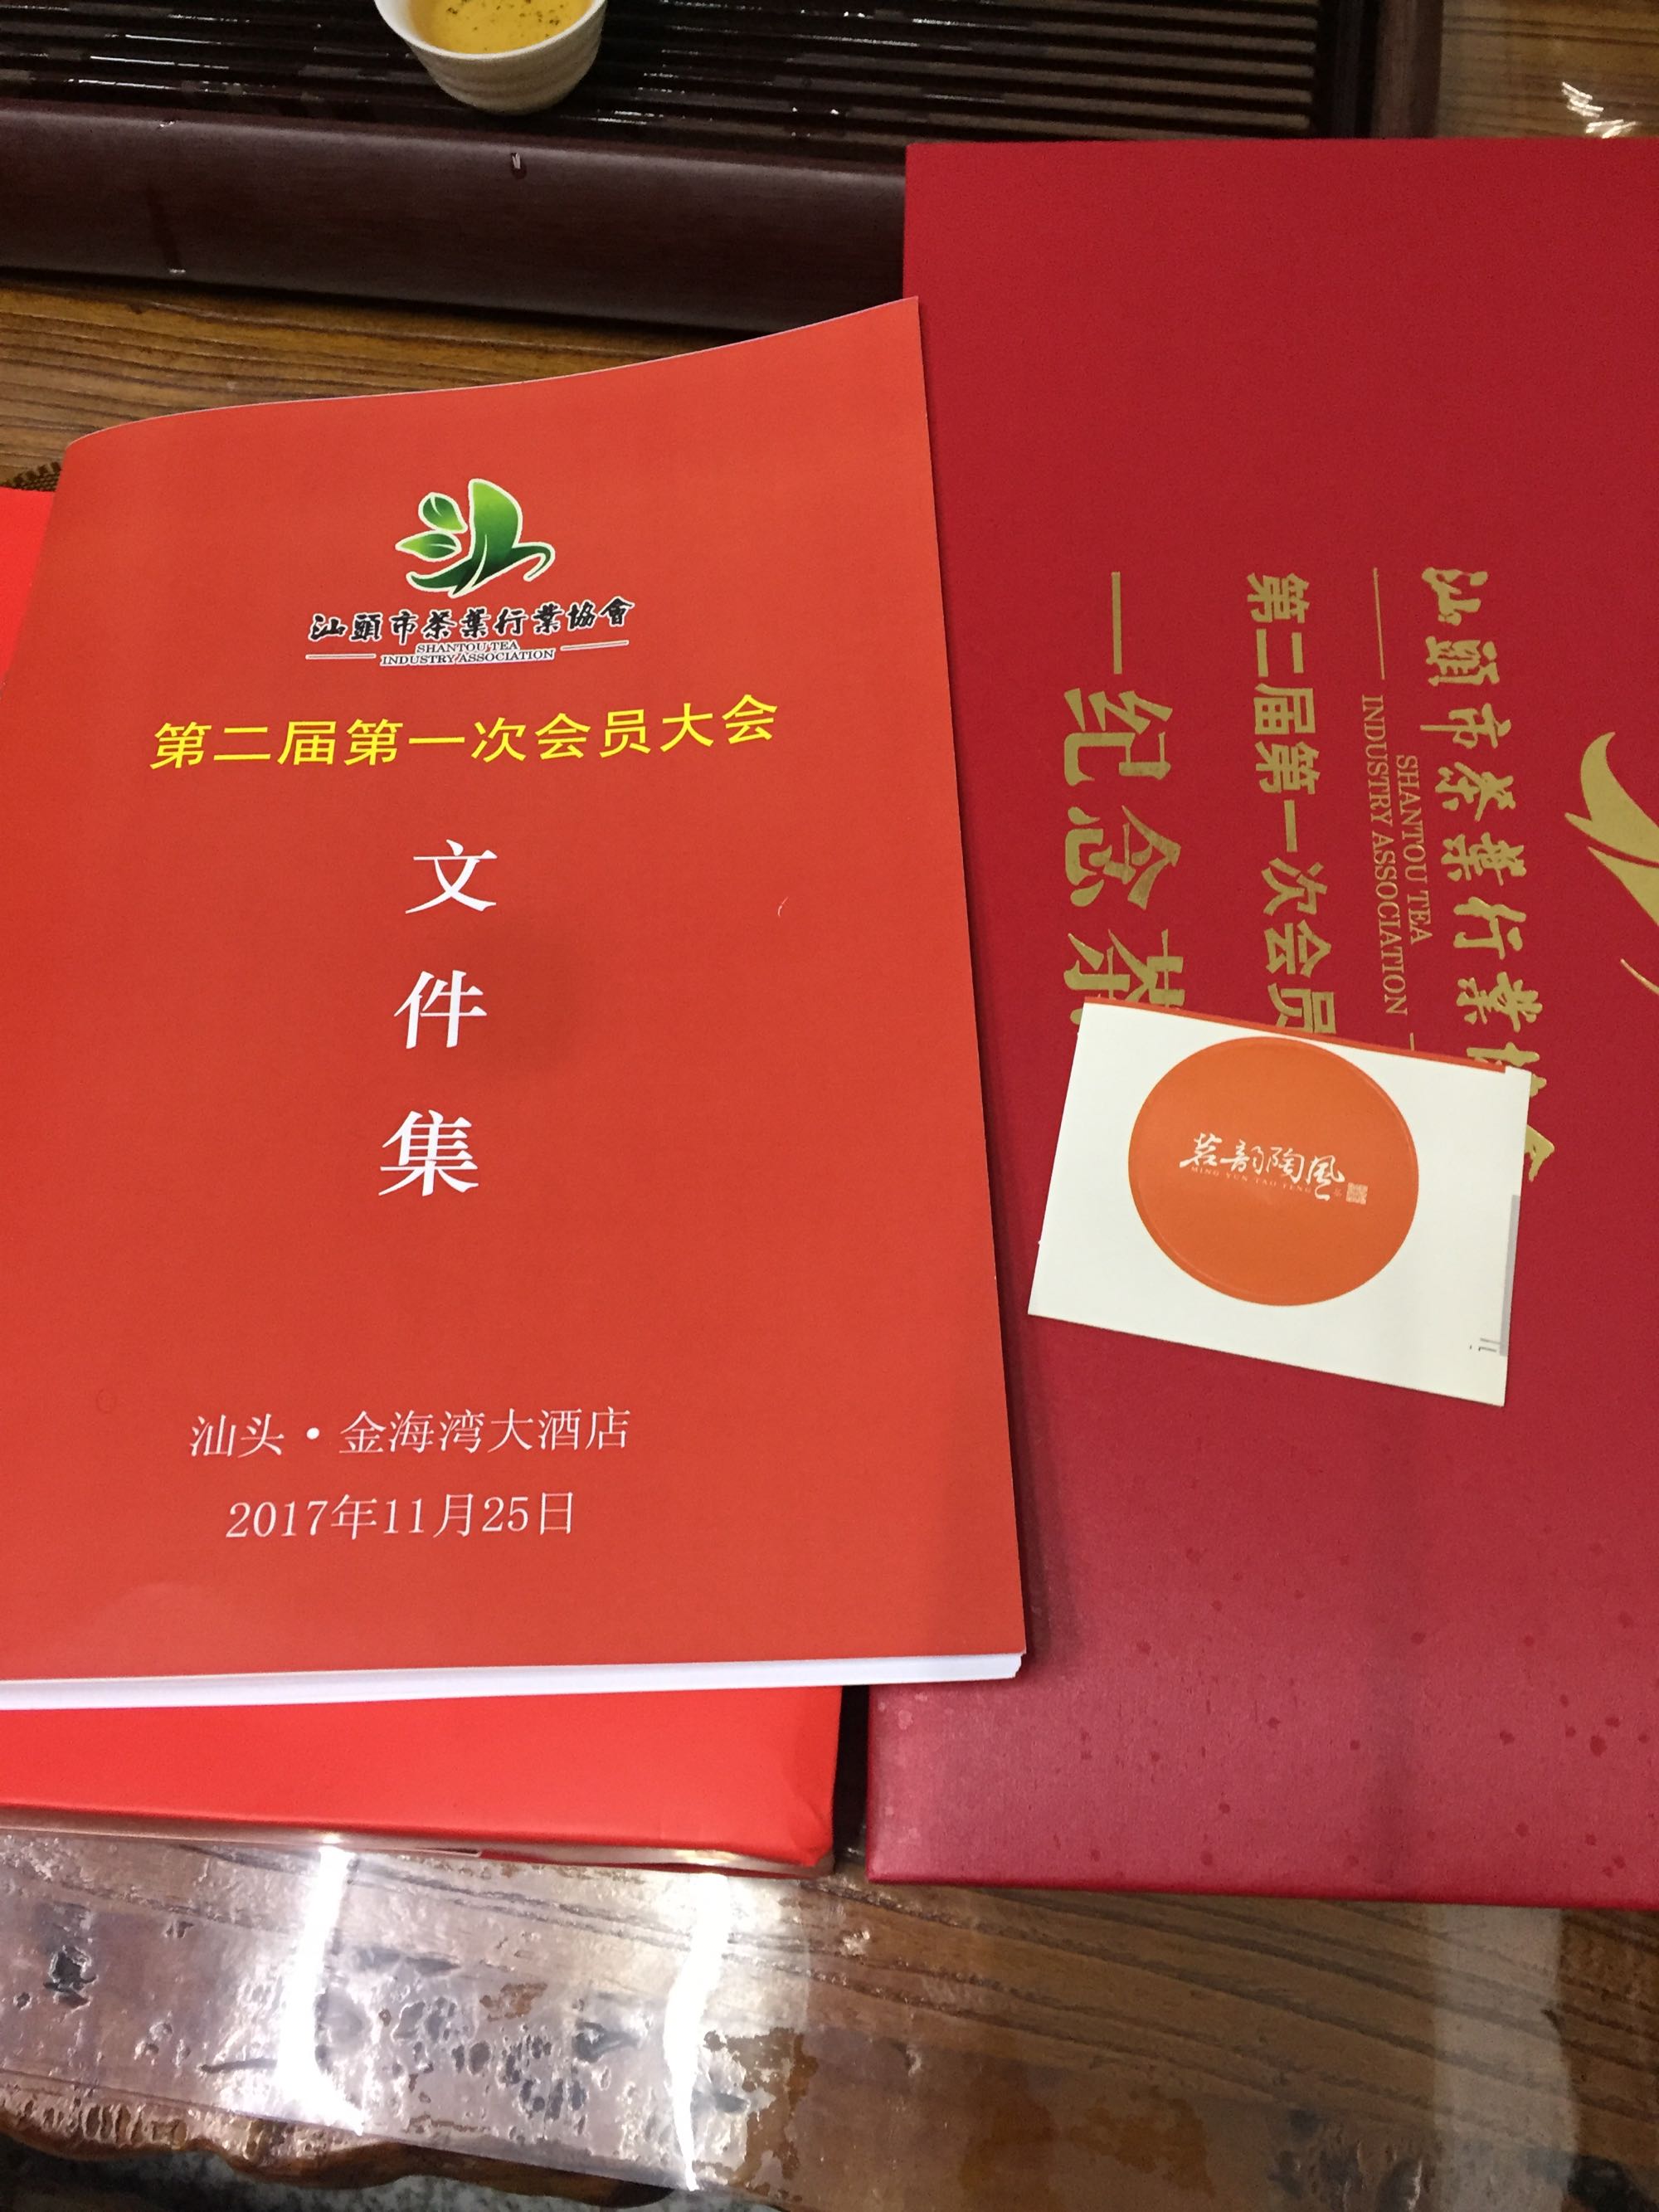 汕頭市茶業行業協會
SHANTOU TEA
INDUSTRY ASSOCIATION
第二届第一次会员大会
文
件
集
汕头·金海湾大酒店
2017年11月25日
汕頭市茶業行業協會
SHANTOU TEA
INDUSTRY ASSOCIATION
第二届第一次会员
纪念茶
茗韵陶風
MING YUN TAO FENG